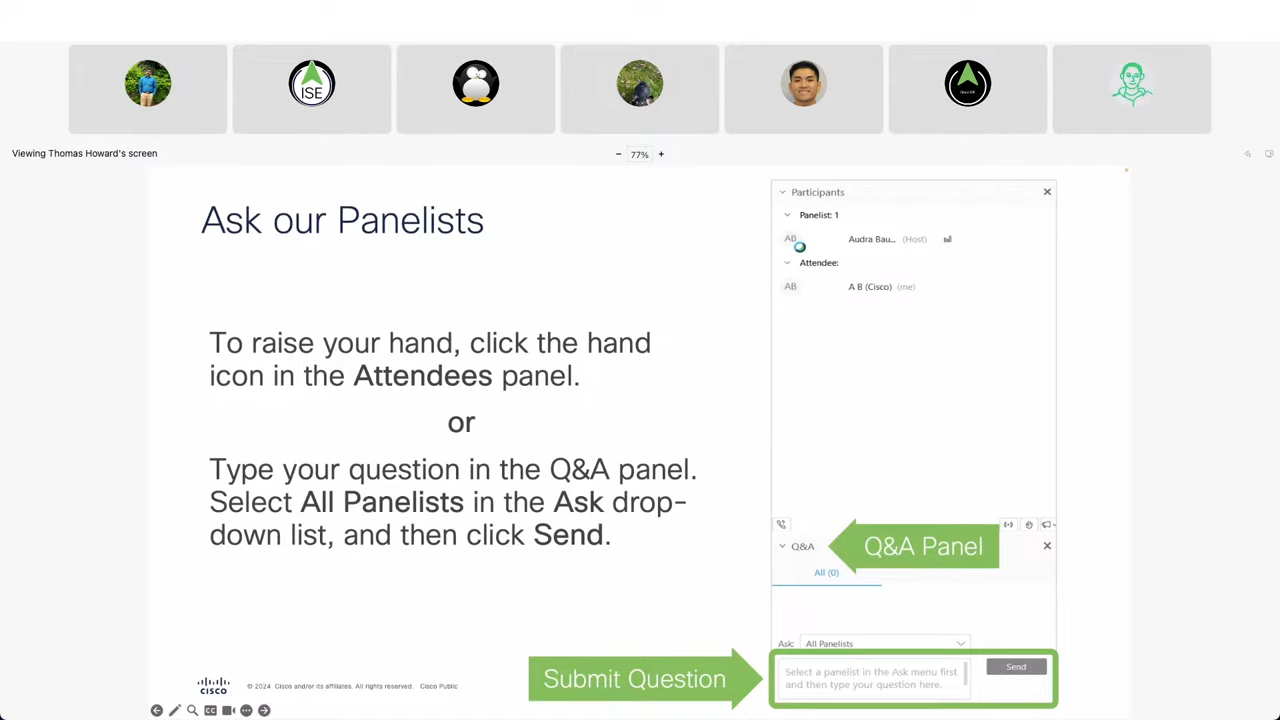 ISE
Viewing Thomas Howard's screen
− 77% +
Ask our Panelists
To raise your hand, click the hand
icon in the Attendees panel.
or
Type your question in the Q&A panel.
Select All Panelists in the Ask drop-
down list, and then click Send.
Participants
Panelist: 1
AB Audra Bau... (Host)
Attendee:
AB A B (Cisco) (me)
Q&A
Q&A Panel
All (0)
Ask: All Panelists
Select a panelist in the Ask menu first
and then type your question here.
Send
Submit Question
CISCO
© 2024 Cisco and/or its affiliates. All rights reserved. Cisco Public
CC